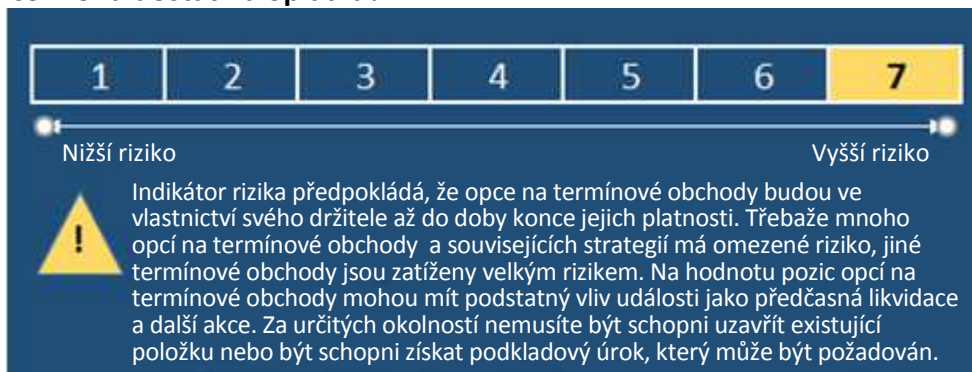 1 2 3 4 5 6 7
Nižší riziko Vyšší riziko
!
Indikátor rizika předpokládá, že opce na termínové obchody budou ve
vlastnictví svého držitele až do doby konce jejich platnosti. Třebaže mnoho
opcí na termínové obchody a souvisejících strategií má omezené riziko, jiné
termínové obchody jsou zatíženy velkým rizikem. Na hodnotu pozic opcí na
termínové obchody mohou mít podstatný vliv události jako předčasná likvidace
a další akce. Za určitých okolností nemusíte být schopni uzavřít existující
položku nebo být schopni získat podkladový úrok, který může být požadován.